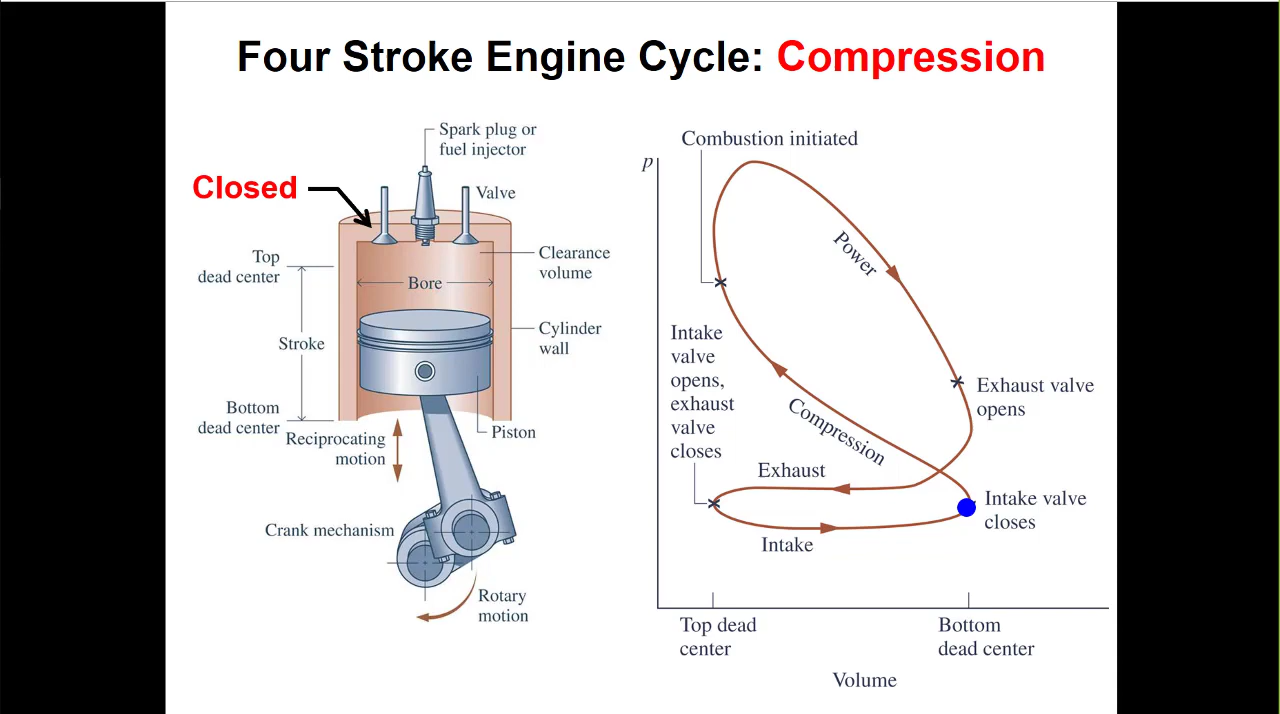 Four Stroke Engine Cycle: Compression
Spark plug or
fuel injector
Closed
Valve
Top
dead center
Clearance
volume
Bore
Stroke
Cylinder
wall
Bottom
dead center
Reciprocating
motion
Piston
Crank mechanism
Rotary
motion
Combustion initiated
p
Power
Intake
valve
opens,
exhaust
valve
closes
Exhaust valve
opens
Compression
Exhaust
Intake valve
closes
Intake
Top dead
center
Bottom
dead center
Volume